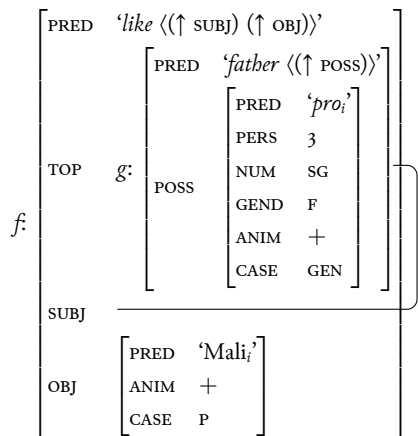 PRED ‘like ⟨(↑ SUBJ) (↑ OBJ)⟩’
PRED ‘father ⟨(↑ POSS)⟩’
PRED ‘proᵢ’
PERS 3
TOP g: NUM SG
POSS
GEND F
f:
ANIM +
CASE GEN
SUBJ
PRED ‘Maliᵢ’
OBJ ANIM +
CASE P